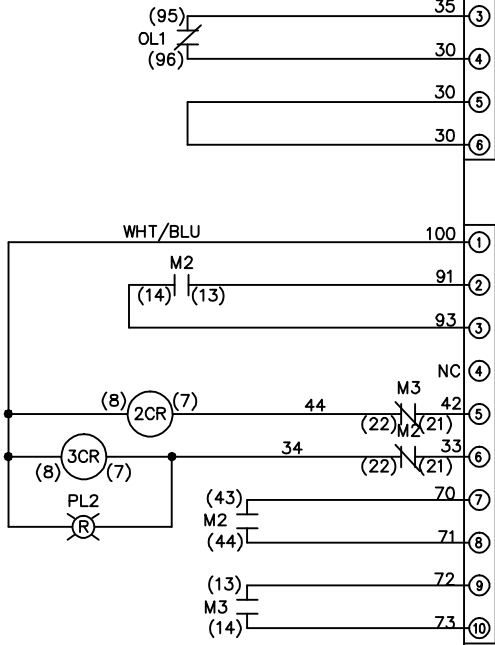 (95) 35 3
OL1
(96) 30 4
30 5
30 6
WHT/BLU 100 1
M2 91 2
(14) (13)
93 3
NC 4
M3
(8) 2CR (7) 44 (22) (21) 42 5
M2
3CR 34 33 6
(8) (7) (22) (21)
PL2
R
(43) 70 7
M2
(44) 71 8
(13) 72 9
M3
(14) 73 10